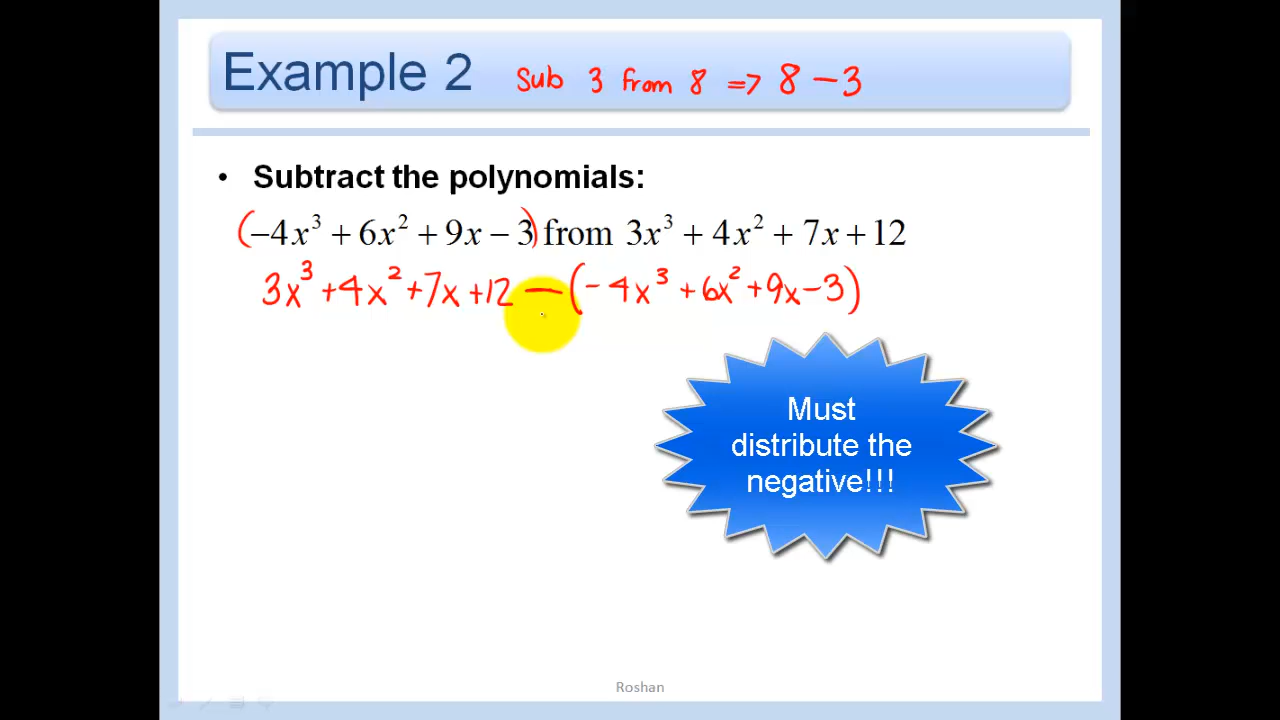 Example 2 Sub 3 from 8 => 8 - 3
• Subtract the polynomials:
(-4x³ + 6x² + 9x - 3) from 3x³ + 4x² + 7x + 12
3x³ + 4x² + 7x + 12 - (-4x³ + 6x² + 9x - 3)
Must
distribute the
negative!!!
Roshan